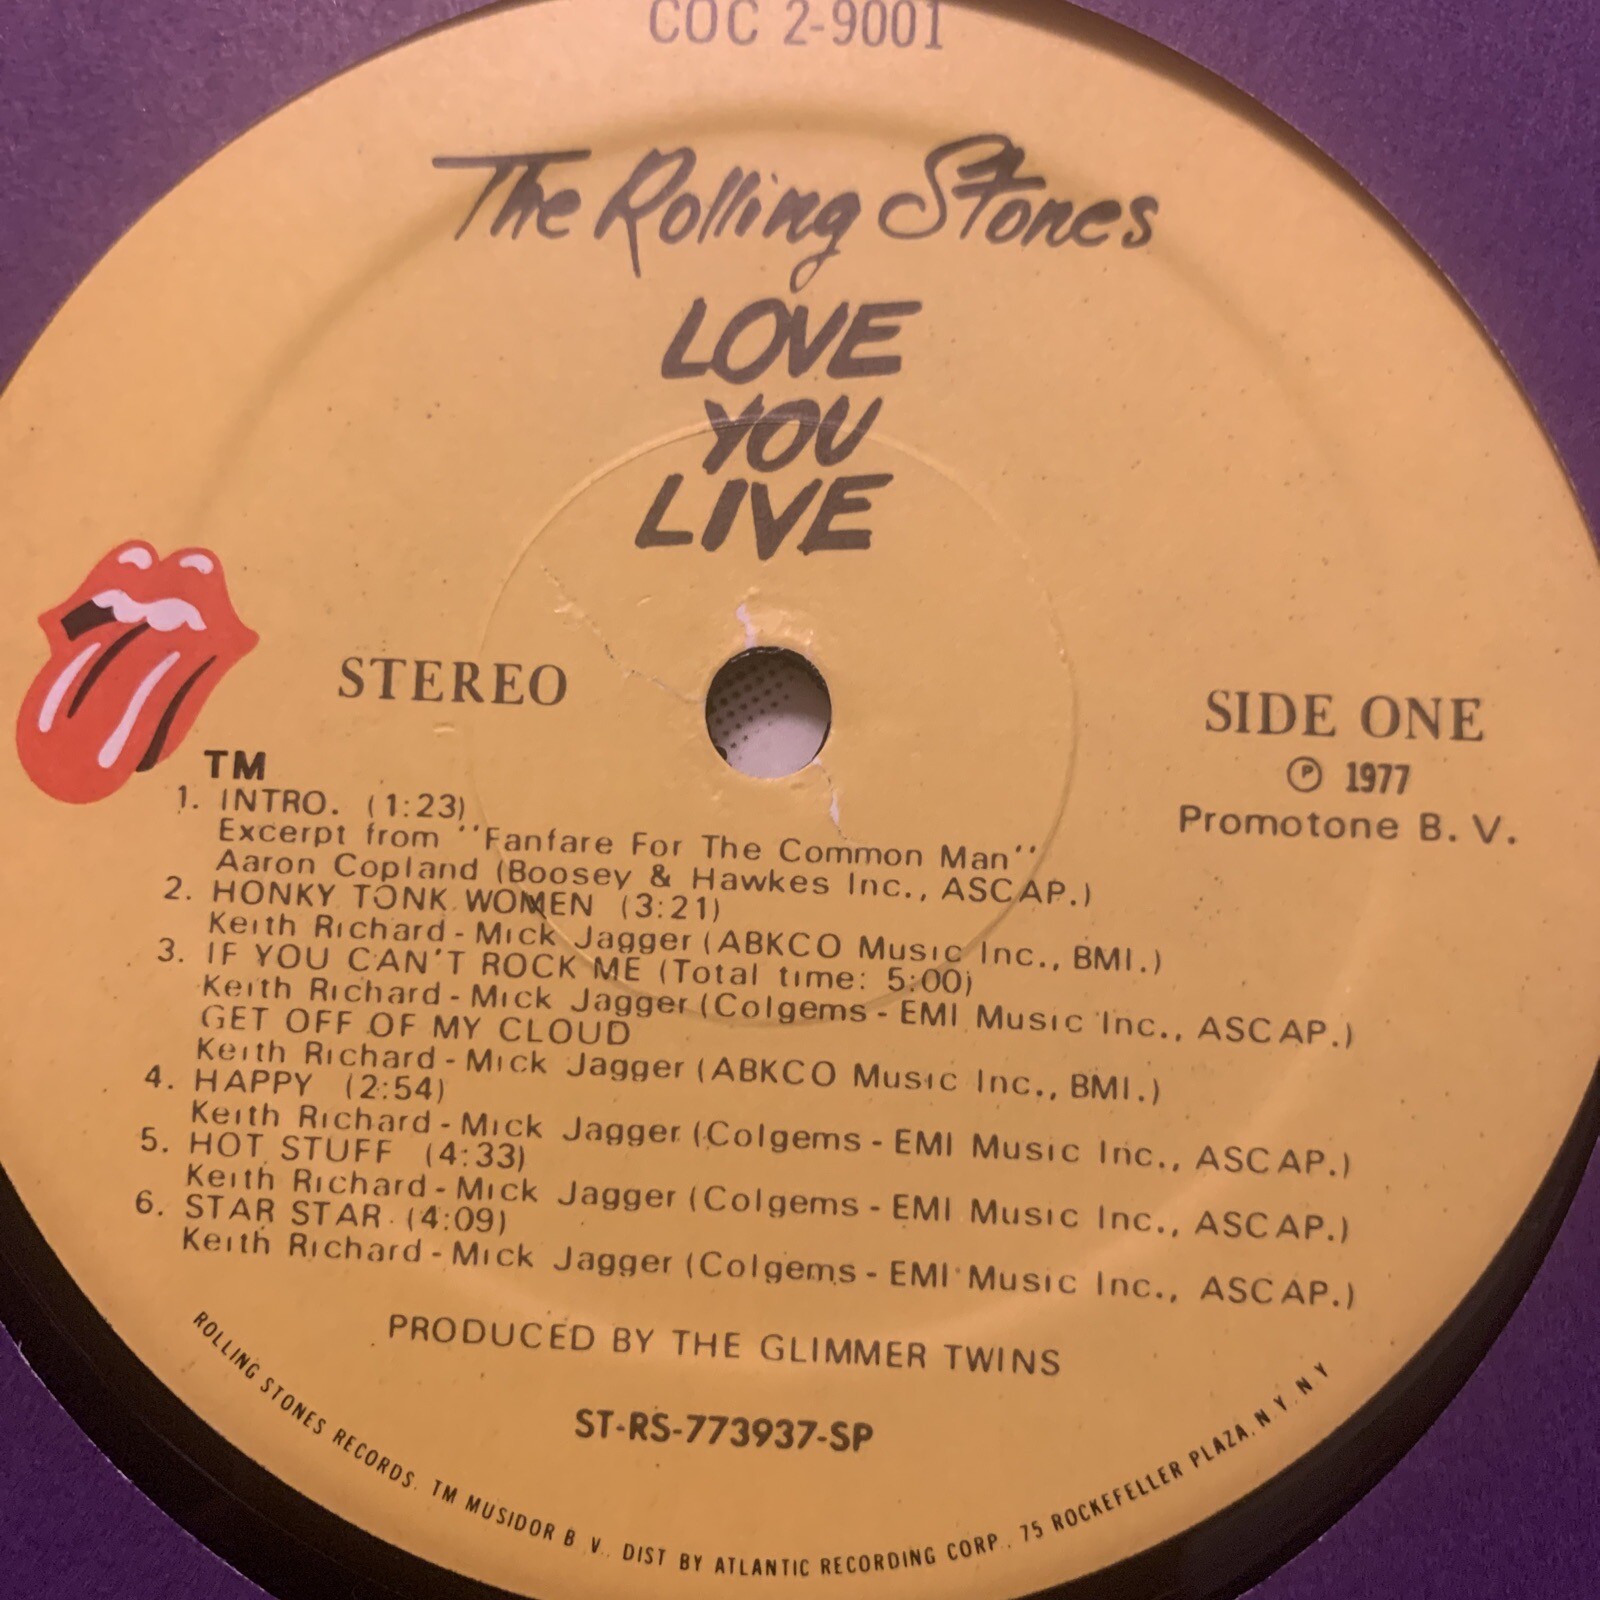 COC 2-9001
The Rolling Stones
LOVE
YOU
LIVE
STEREO
SIDE ONE
℗ 1977
Promotone B. V.
TM
1. INTRO. (1:23)
Excerpt from ''Fanfare For The Common Man''
Aaron Copland (Boosey & Hawkes Inc., ASCAP.)
2. HONKY TONK WOMEN (3:21)
Keith Richard - Mick Jagger (ABKCO Music Inc., BMI.)
3. IF YOU CAN'T ROCK ME (Total time: 5:00)
Keith Richard - Mick Jagger (Colgems - EMI Music Inc., ASCAP.)
GET OFF OF MY CLOUD
Keith Richard - Mick Jagger (ABKCO Music Inc., BMI.)
4. HAPPY (2:54)
Keith Richard - Mick Jagger (Colgems - EMI Music Inc., ASCAP.)
5. HOT STUFF (4:33)
Keith Richard - Mick Jagger (Colgems - EMI Music Inc., ASCAP.)
6. STAR STAR (4:09)
Keith Richard - Mick Jagger (Colgems - EMI Music Inc., ASCAP.)
PRODUCED BY THE GLIMMER TWINS
ST-RS-773937-SP
ROLLING STONES RECORDS. TM MUSIDOR B. V.. DIST BY ATLANTIC RECORDING CORP., 75 ROCKEFELLER PLAZA, N. Y. N. Y